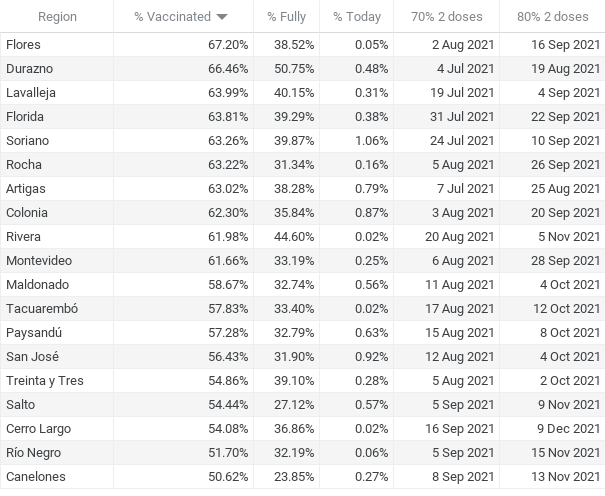 Region % Vaccinated % Fully % Today 70% 2 doses 80% 2 doses
Flores 67.20% 38.52% 0.05% 2 Aug 2021 16 Sep 2021
Durazno 66.46% 50.75% 0.48% 4 Jul 2021 19 Aug 2021
Lavalleja 63.99% 40.15% 0.31% 19 Jul 2021 4 Sep 2021
Florida 63.81% 39.29% 0.38% 31 Jul 2021 22 Sep 2021
Soriano 63.26% 39.87% 1.06% 24 Jul 2021 10 Sep 2021
Rocha 63.22% 31.34% 0.16% 5 Aug 2021 26 Sep 2021
Artigas 63.02% 38.28% 0.79% 7 Jul 2021 25 Aug 2021
Colonia 62.30% 35.84% 0.87% 3 Aug 2021 20 Sep 2021
Rivera 61.98% 44.60% 0.02% 20 Aug 2021 5 Nov 2021
Montevideo 61.66% 33.19% 0.25% 6 Aug 2021 28 Sep 2021
Maldonado 58.67% 32.74% 0.56% 11 Aug 2021 4 Oct 2021
Tacuarembó 57.83% 33.40% 0.02% 17 Aug 2021 12 Oct 2021
Paysandú 57.28% 32.79% 0.63% 15 Aug 2021 8 Oct 2021
San José 56.43% 31.90% 0.92% 12 Aug 2021 4 Oct 2021
Treinta y Tres 54.86% 39.10% 0.28% 5 Aug 2021 2 Oct 2021
Salto 54.44% 27.12% 0.57% 5 Sep 2021 9 Nov 2021
Cerro Largo 54.08% 36.86% 0.02% 16 Sep 2021 9 Dec 2021
Río Negro 51.70% 32.19% 0.06% 5 Sep 2021 15 Nov 2021
Canelones 50.62% 23.85% 0.27% 8 Sep 2021 13 Nov 2021